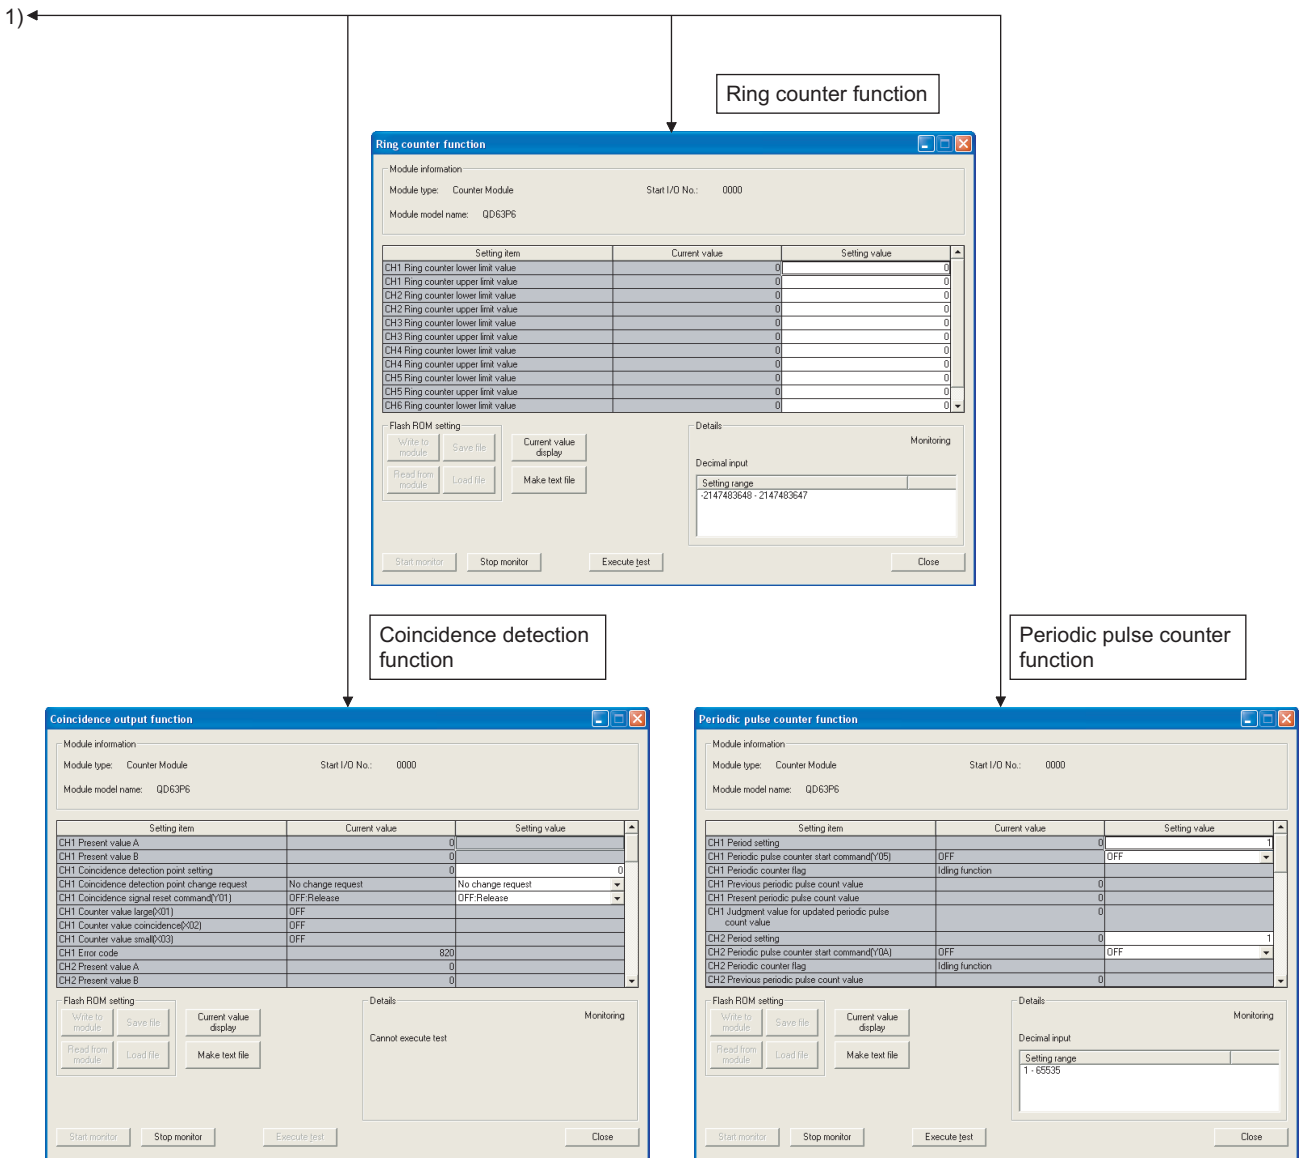 1)
Ring counter function
Ring counter function
Module information
Module type: Counter Module Start I/O No.: 0000
Module model name: QD63P6
Setting item Current value Setting value
CH1 Ring counter lower limit value 0 0
CH1 Ring counter upper limit value 0 0
CH2 Ring counter lower limit value 0 0
CH2 Ring counter upper limit value 0 0
CH3 Ring counter lower limit value 0 0
CH3 Ring counter upper limit value 0 0
CH4 Ring counter lower limit value 0 0
CH4 Ring counter upper limit value 0 0
CH5 Ring counter lower limit value 0 0
CH5 Ring counter upper limit value 0 0
CH6 Ring counter lower limit value 0 0
Flash ROM setting
Write to module
Save file
Current value display
Read from module
Load file
Make text file
Details
Monitoring
Decimal input
Setting range
-2147483648 - 2147483647
Start monitor Stop monitor Execute test Close
Coincidence detection
function
Periodic pulse counter
function
Coincidence output function
Module information
Module type: Counter Module Start I/O No.: 0000
Module model name: QD63P6
Setting item Current value Setting value
CH1 Present value A 0
CH1 Present value B 0
CH1 Coincidence detection point setting 0 0
CH1 Coincidence detection point change request No change request No change request
CH1 Coincidence signal reset command(Y01) OFF:Release OFF:Release
CH1 Counter value large(X01) OFF
CH1 Counter value coincidence(X02) OFF
CH1 Counter value small(X03) OFF
CH1 Error code 820
CH2 Present value A 0
CH2 Present value B 0
Flash ROM setting
Write to module
Save file
Current value display
Read from module
Load file
Make text file
Details
Monitoring
Cannot execute test
Start monitor Stop monitor Execute test Close
Periodic pulse counter function
Module information
Module type: Counter Module Start I/O No.: 0000
Module model name: QD63P6
Setting item Current value Setting value
CH1 Period setting 0 1
CH1 Periodic pulse counter start command(Y05) OFF OFF
CH1 Periodic counter flag Idling function
CH1 Previous periodic pulse count value 0
CH1 Present periodic pulse count value 0
CH1 Judgment value for updated periodic pulse 0
count value
CH2 Period setting 0 1
CH2 Periodic pulse counter start command(Y0A) OFF OFF
CH2 Periodic counter flag Idling function
CH2 Previous periodic pulse count value 0
Flash ROM setting
Write to module
Save file
Current value display
Read from module
Load file
Make text file
Details
Monitoring
Decimal input
Setting range
1 - 65535
Start monitor Stop monitor Execute test Close